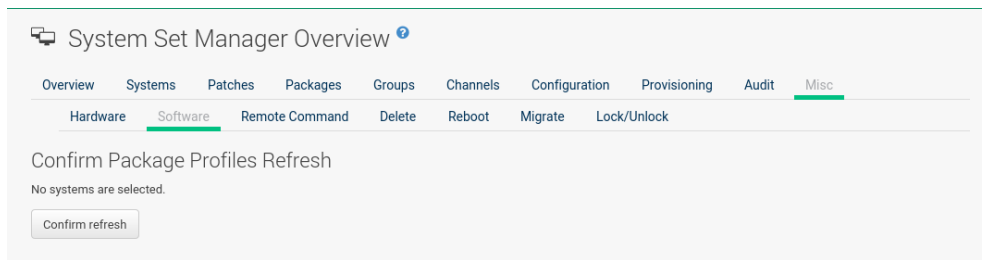 System Set Manager Overview ?
Overview Systems Patches Packages Groups Channels Configuration Provisioning Audit Misc
Hardware Software Remote Command Delete Reboot Migrate Lock/Unlock
Confirm Package Profiles Refresh
No systems are selected.
Confirm refresh